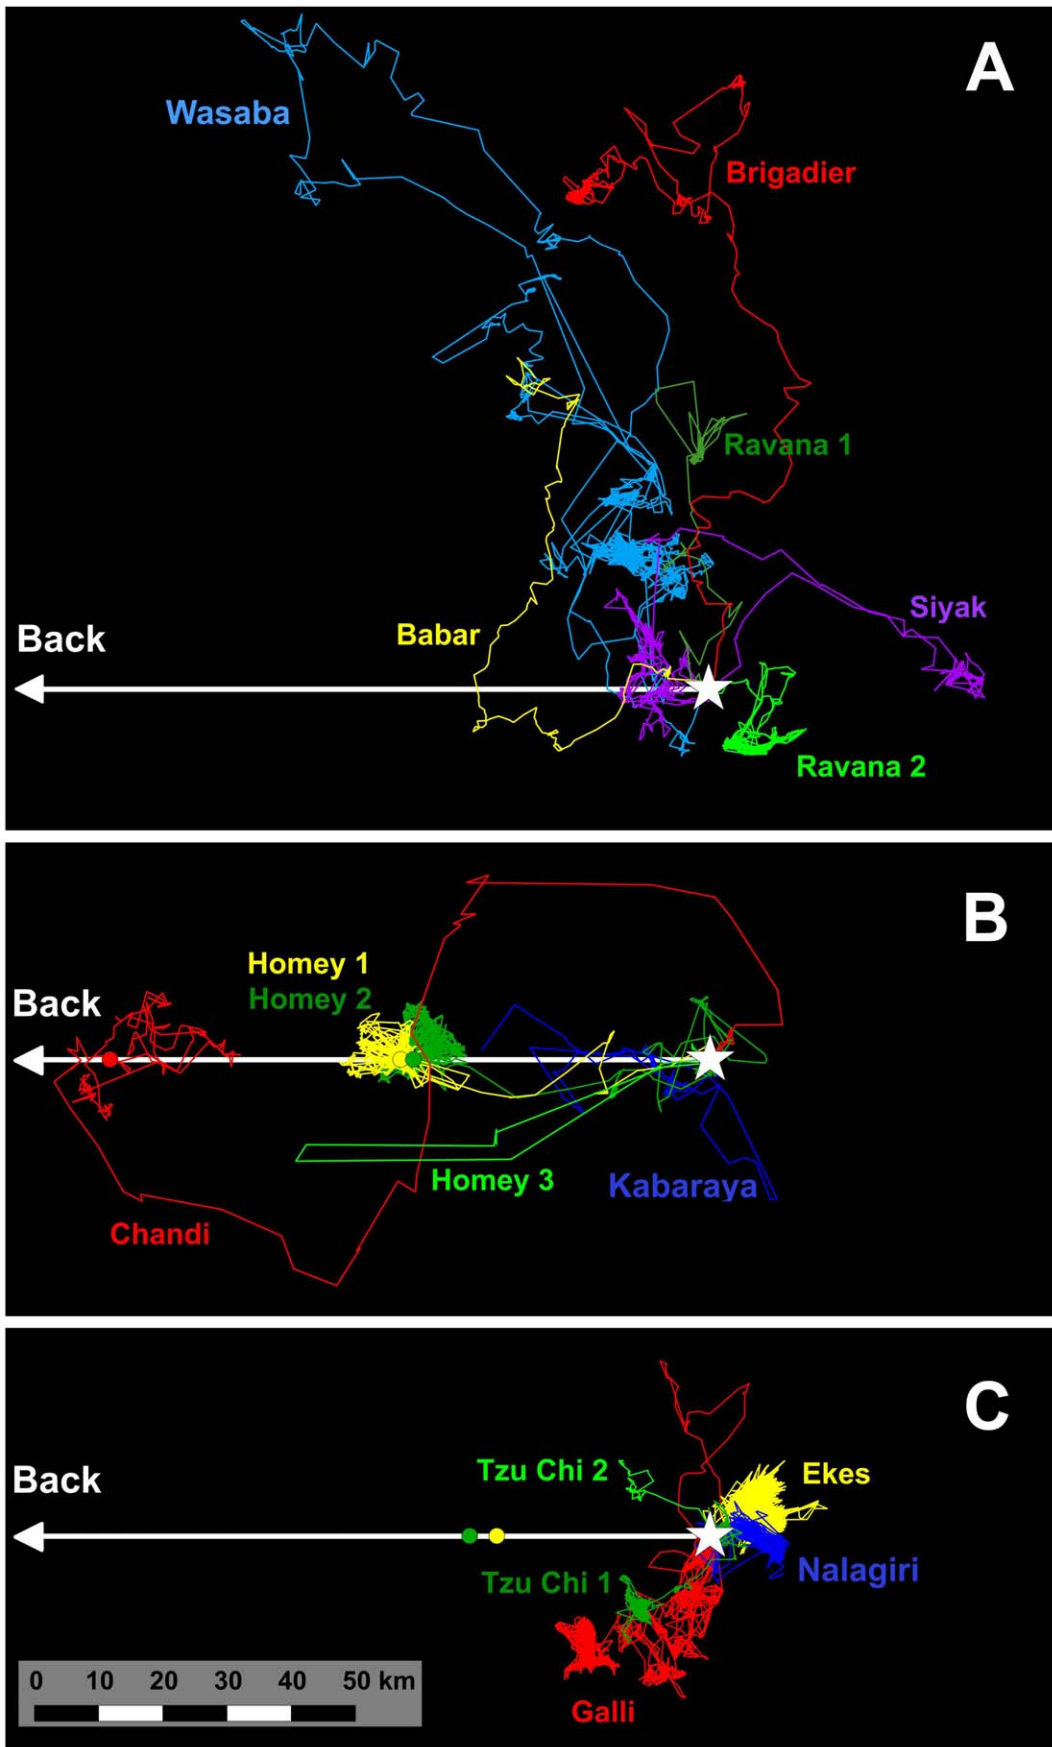 A
Wasaba
Brigadier
Ravana 1
Siyak
Babar
Back
Ravana 2
B
Homey 1
Back
Homey 2
Homey 3
Kabaraya
Chandi
C
Ekes
Tzu Chi 2
Back
Nalagiri
Tzu Chi 1
0 10 20 30 40 50 km
Galli